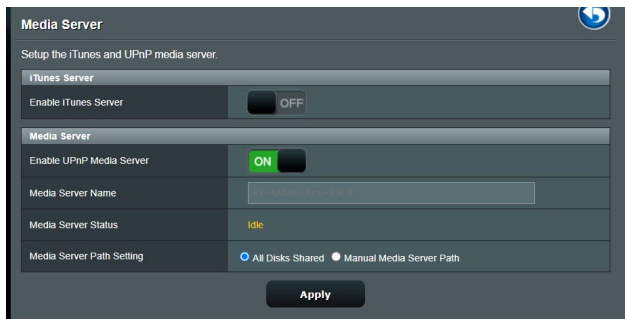 Media Server
Setup the iTunes and UPnP media server.
iTunes Server
Enable iTunes Server OFF
Media Server
Enable UPnP Media Server ON
Media Server Name
Media Server Status Idle
Media Server Path Setting All Disks Shared Manual Media Server Path
Apply